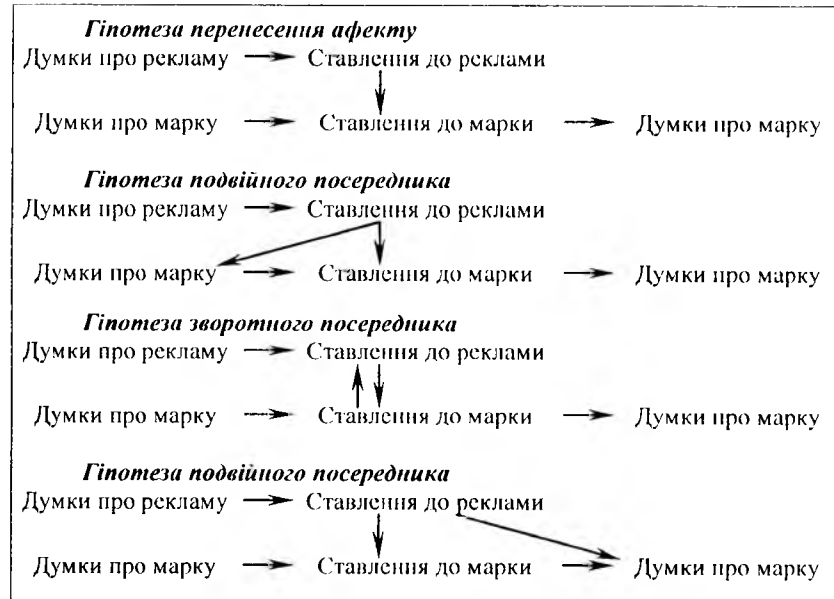 Гіпотеза перенесення афекту
Думки про рекламу → Ставлення до реклами
Думки про марку → Ставлення до марки → Думки про марку
Гіпотеза подвійного посередника
Думки про рекламу → Ставлення до реклами
Думки про марку → Ставлення до марки → Думки про марку
Гіпотеза зворотного посередника
Думки про рекламу → Ставлення до реклами
Думки про марку → Ставлення до марки → Думки про марку
Гіпотеза подвійного посередника
Думки про рекламу → Ставлення до реклами
Думки про марку → Ставлення до марки → Думки про марку